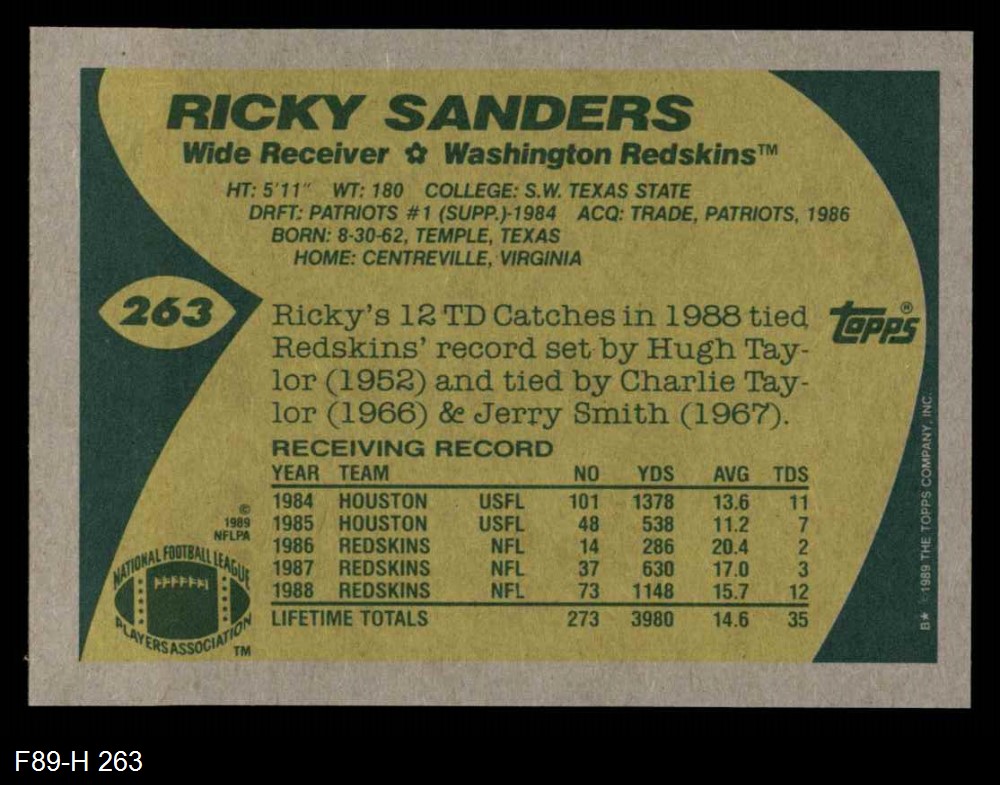 RICKY SANDERS
Wide Receiver ✿ Washington Redskins™
HT: 5'11" WT: 180 COLLEGE: S.W. TEXAS STATE
DRFT: PATRIOTS #1 (SUPP.)-1984 ACQ: TRADE, PATRIOTS, 1986
BORN: 8-30-62, TEMPLE, TEXAS
HOME: CENTREVILLE, VIRGINIA
263
Ricky's 12 TD Catches in 1988 tied
Redskins' record set by Hugh Tay-
lor (1952) and tied by Charlie Tay-
lor (1966) & Jerry Smith (1967).
topps®
RECEIVING RECORD
YEAR TEAM NO YDS AVG TDS
1984 HOUSTON USFL 101 1378 13.6 11
1985 HOUSTON USFL 48 538 11.2 7
1986 REDSKINS NFL 14 286 20.4 2
1987 REDSKINS NFL 37 630 17.0 3
1988 REDSKINS NFL 73 1148 15.7 12
LIFETIME TOTALS 273 3980 14.6 35
©
1989
NFLPA
NATIONAL FOOTBALL LEAGUE
PLAYERS ASSOCIATION
TM
B★ ©1989 THE TOPPS COMPANY, INC.
F89-H 263